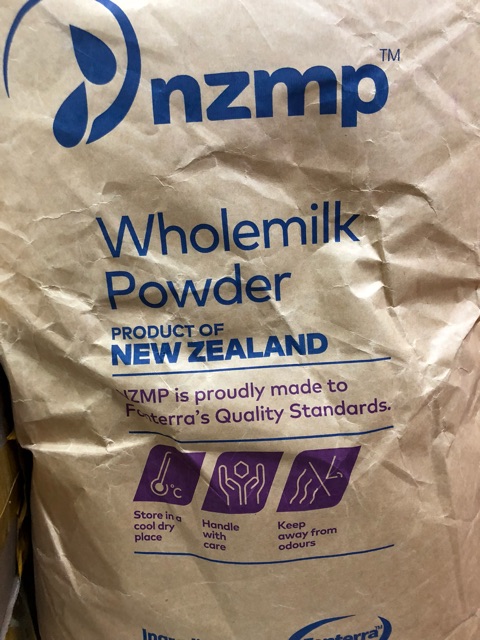 nzmp™
Wholemilk
Powder
PRODUCT OF
NEW ZEALAND
NZMP is proudly made to
Fonterra's Quality Standards.
°C
Store in a
cool dry
place
Handle
with
care
Keep
away from
odours
Fonterra™